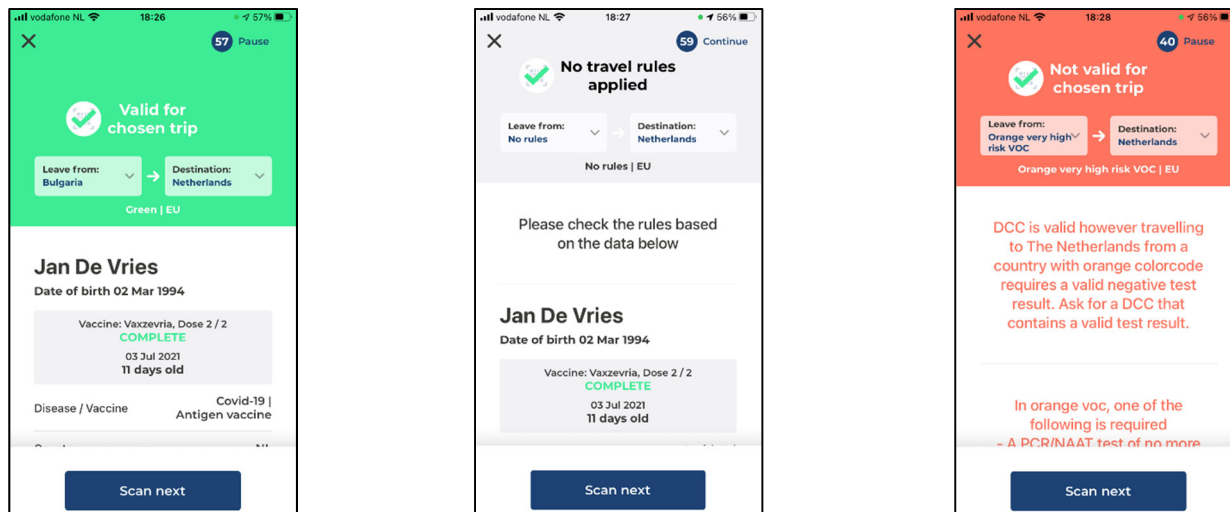 vodafone NL 18:26 57%
57 Pause
Valid for
chosen trip
Leave from:
Bulgaria
Destination:
Netherlands
Green | EU
Jan De Vries
Date of birth 02 Mar 1994
Vaccine: Vaxzevria, Dose 2 / 2
COMPLETE
03 Jul 2021
11 days old
Disease / Vaccine
Covid-19 |
Antigen vaccine
Scan next
vodafone NL 18:27 56%
59 Continue
No travel rules
applied
Leave from:
No rules
Destination:
Netherlands
No rules | EU
Please check the rules based
on the data below
Jan De Vries
Date of birth 02 Mar 1994
Vaccine: Vaxzevria, Dose 2 / 2
COMPLETE
03 Jul 2021
11 days old
Scan next
vodafone NL 18:28 56%
40 Pause
Not valid for
chosen trip
Leave from:
Orange very high
risk VOC
Destination:
Netherlands
Orange very high risk VOC | EU
DCC is valid however travelling
to The Netherlands from a
country with orange colorcode
requires a valid negative test
result. Ask for a DCC that
contains a valid test result.
In orange voc, one of the
following is required
- A PCR/NAAT test of no more
Scan next